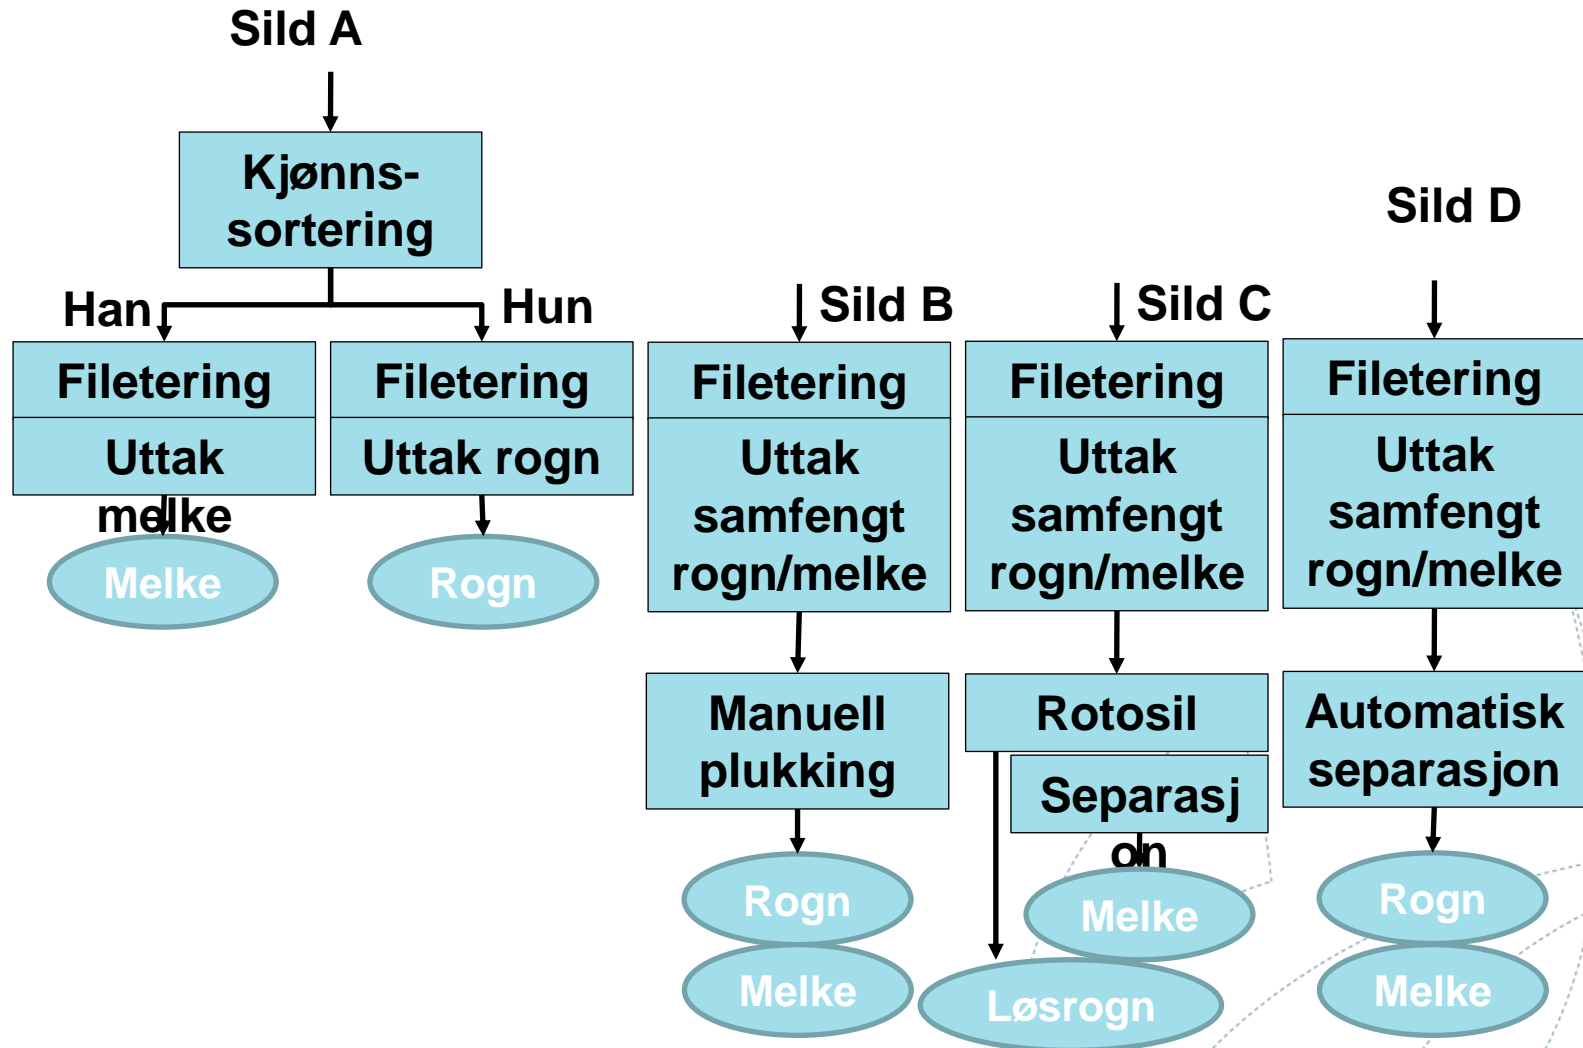 Sild A
Kjønns-
sortering
Han
Hun
Filetering
Uttak
melke
Melke
Filetering
Uttak rogn
Rogn
Sild B
Filetering
Uttak
samfengt
rogn/melke
Manuell
plukking
Rogn
Melke
Sild C
Filetering
Uttak
samfengt
rogn/melke
Rotosil
Separasj
on
Melke
Løsrogn
Sild D
Filetering
Uttak
samfengt
rogn/melke
Automatisk
separasjon
Rogn
Melke